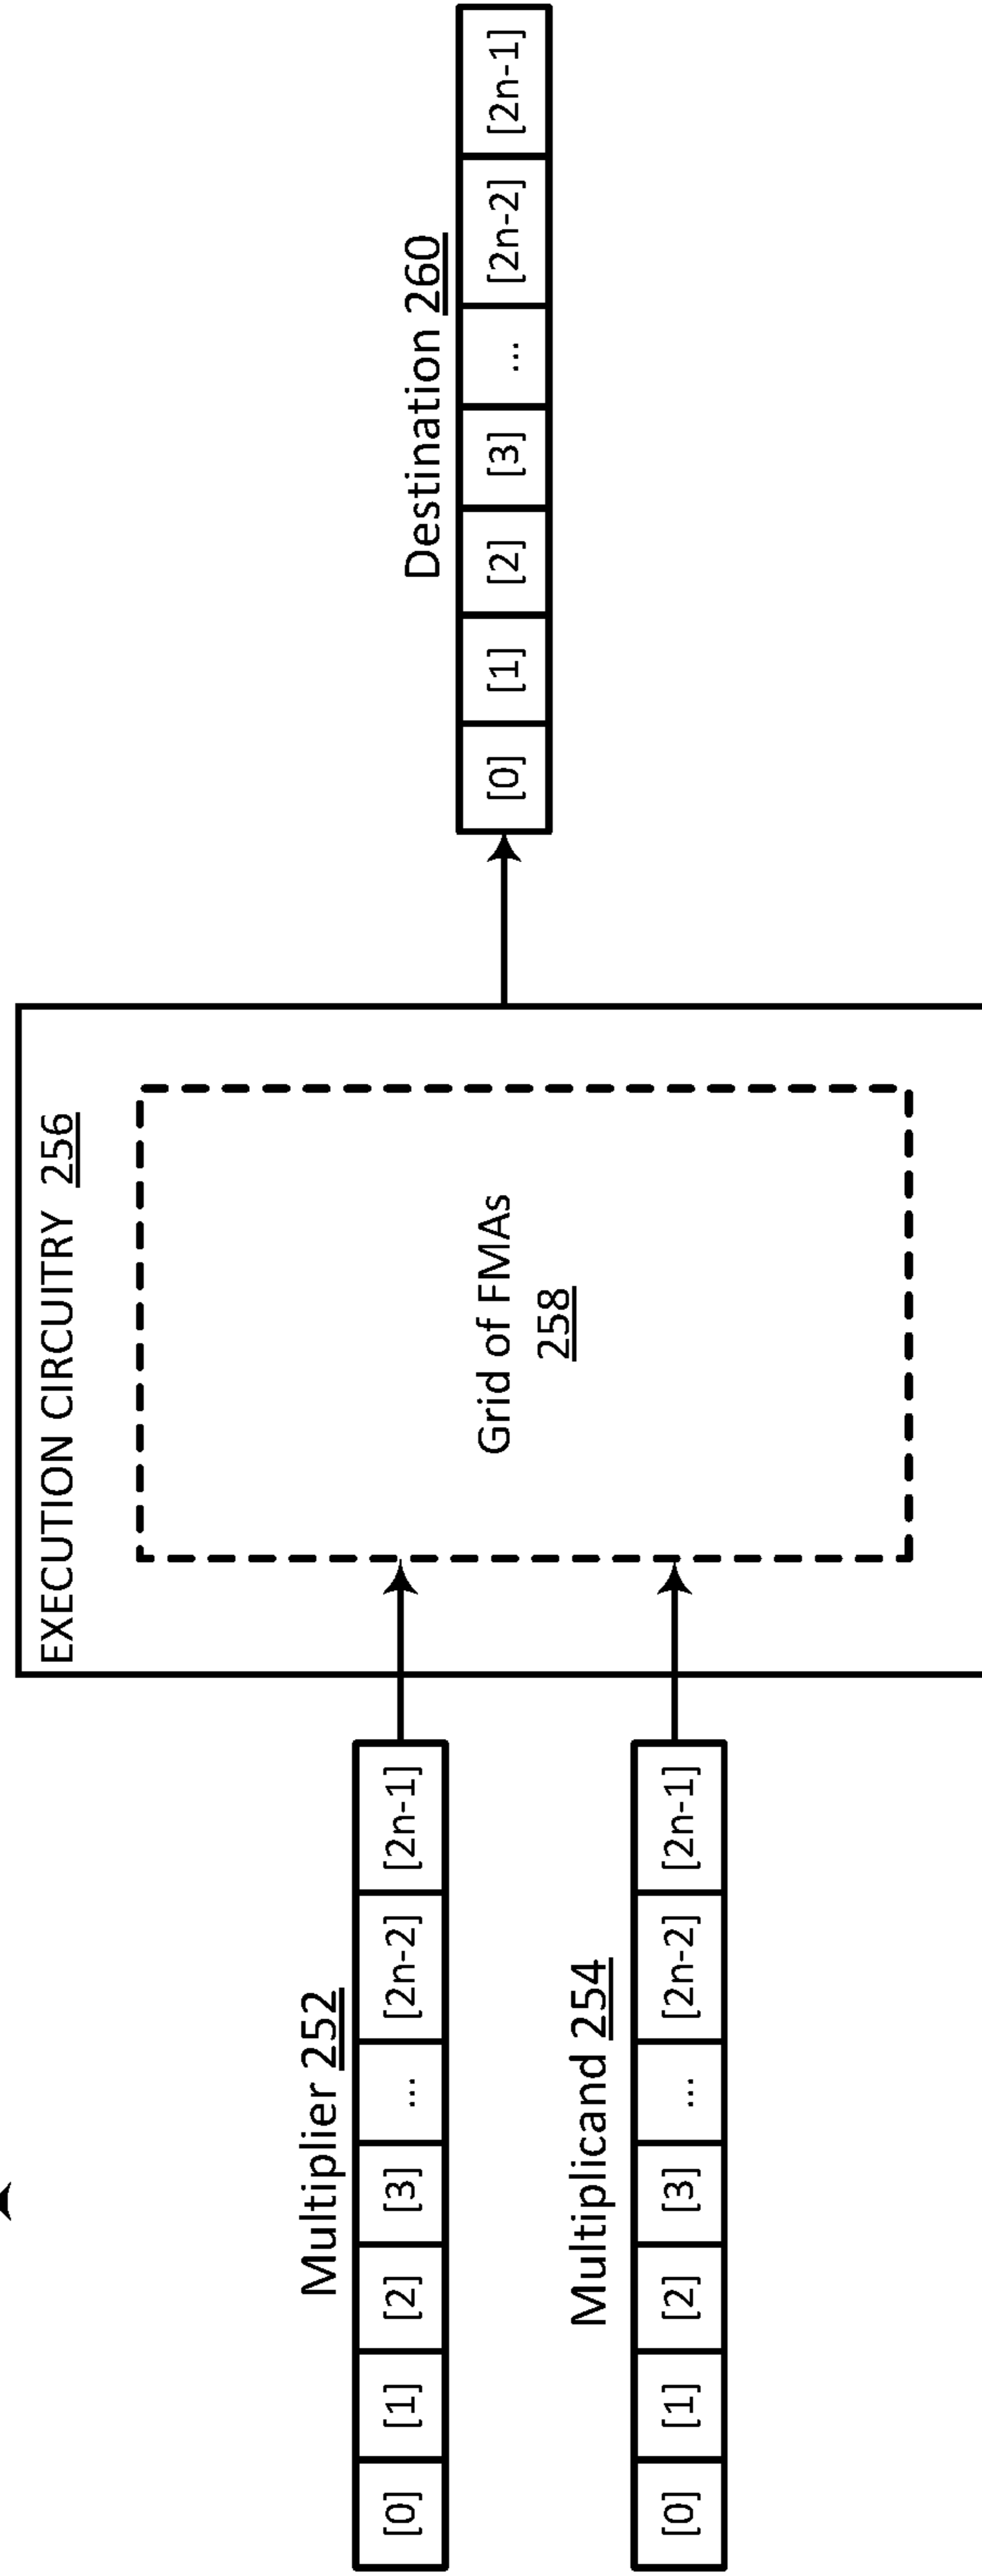 EXECUTION CIRCUITRY 256
Multiplier 252
[0] [1] [2] [3] ... [2n-2] [2n-1]
Multiplicand 254
[0] [1] [2] [3] ... [2n-2] [2n-1]
Grid of FMAs
258
Destination 260
[0] [1] [2] [3] ... [2n-2] [2n-1]